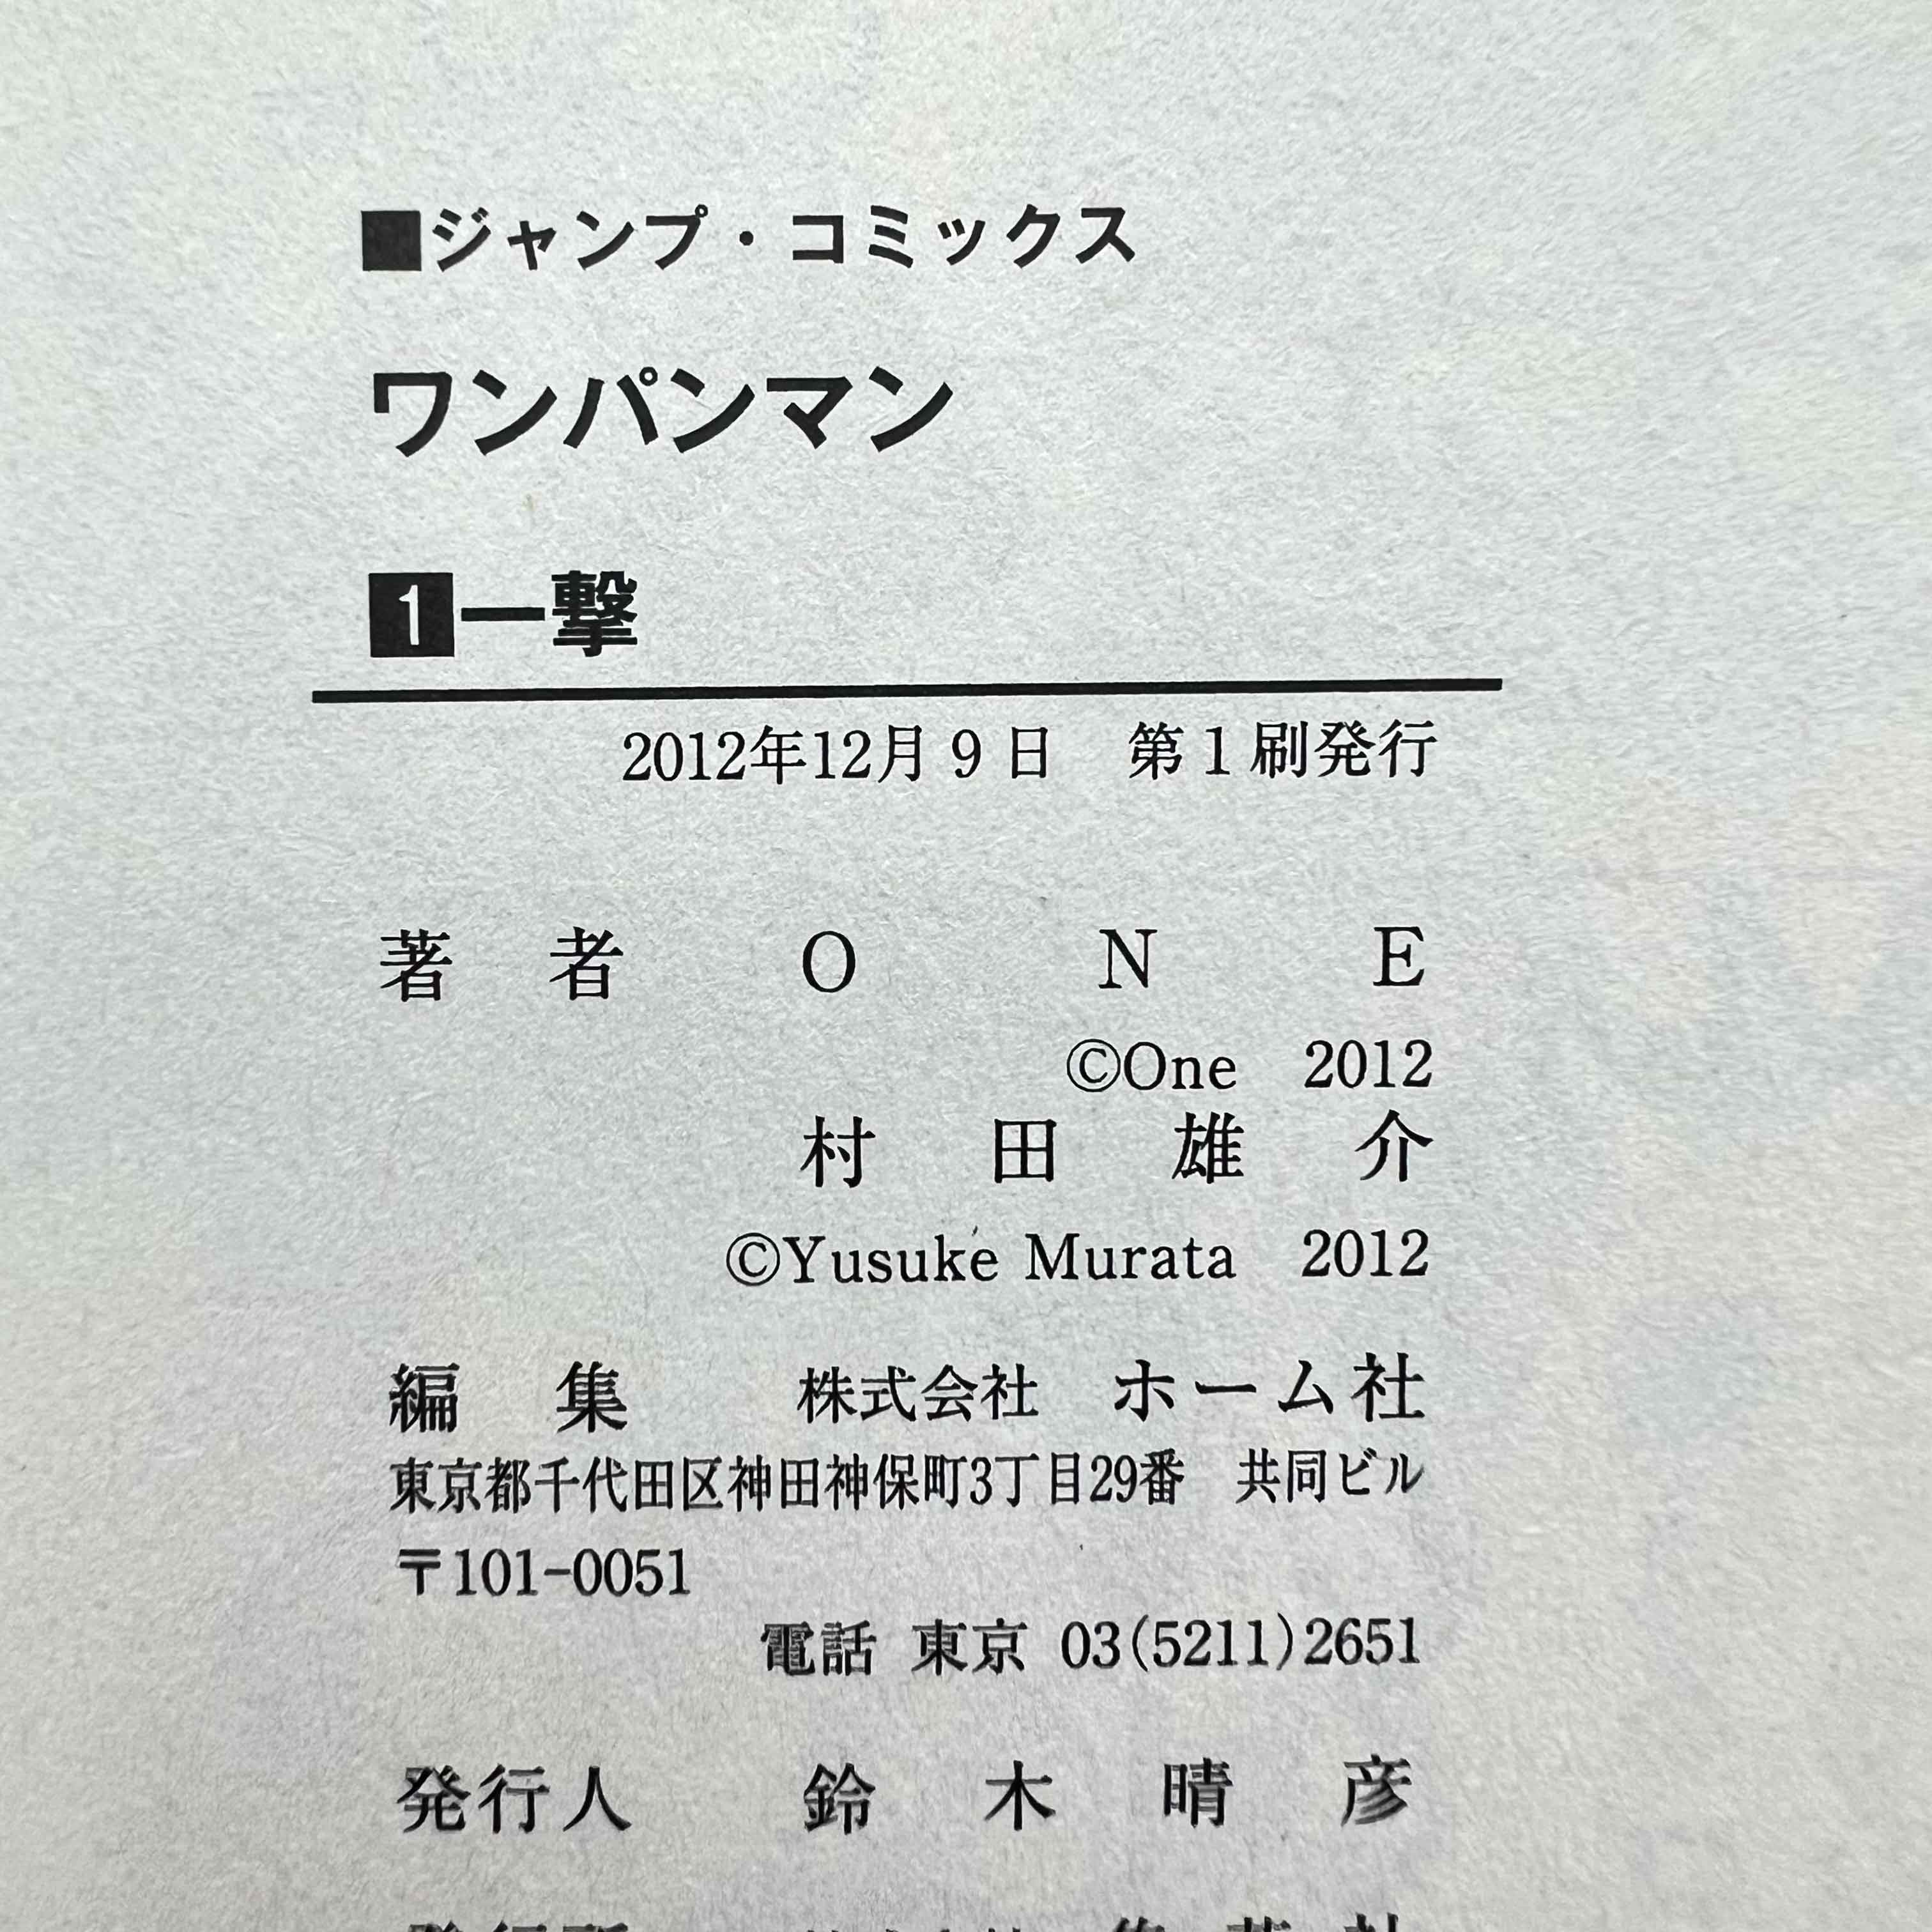 ■ジャンプ・コミックス
ワンパンマン
1一撃
2012年12月9日　第1刷発行
著者　ONE
©One　2012
村田雄介
©Yusuke Murata　2012
編集　株式会社　ホーム社
東京都千代田区神田神保町3丁目29番　共同ビル
〒101-0051
電話 東京 03(5211)2651
発行人　鈴木晴彦